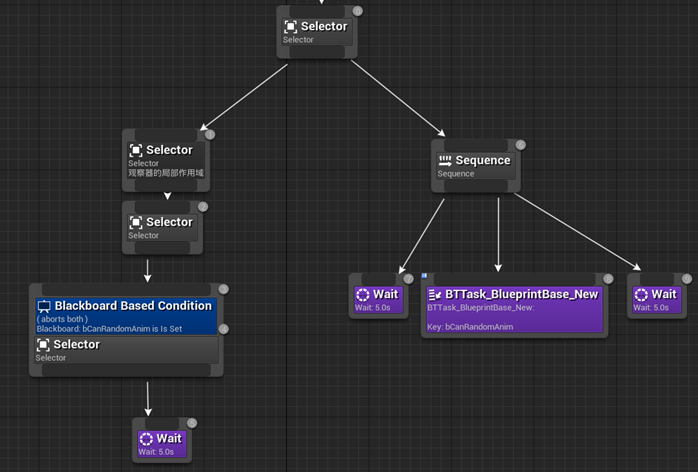 Selector
Selector
Selector
Selector
观察器的局部作用域
Sequence
Sequence
Selector
Selector
Wait
Wait: 5.0s
BTTask_BlueprintBase_New
BTTask_BlueprintBase_New:
Key: bCanRandomAnim
Wait
Wait: 5.0s
Blackboard Based Condition
( aborts both )
Blackboard: bCanRandomAnim is Is Set
Selector
Selector
Wait
Wait: 5.0s